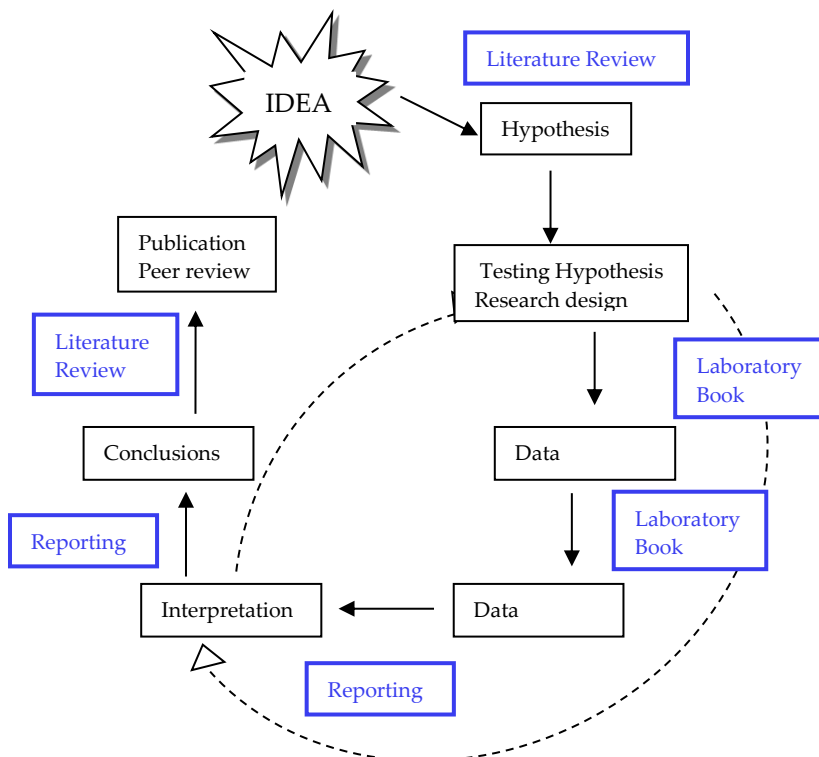 Literature Review
IDEA
Hypothesis
Publication
Peer review
Testing Hypothesis
Research design
Literature
Review
Laboratory
Book
Conclusions
Data
Laboratory
Book
Reporting
Interpretation
Data
Reporting